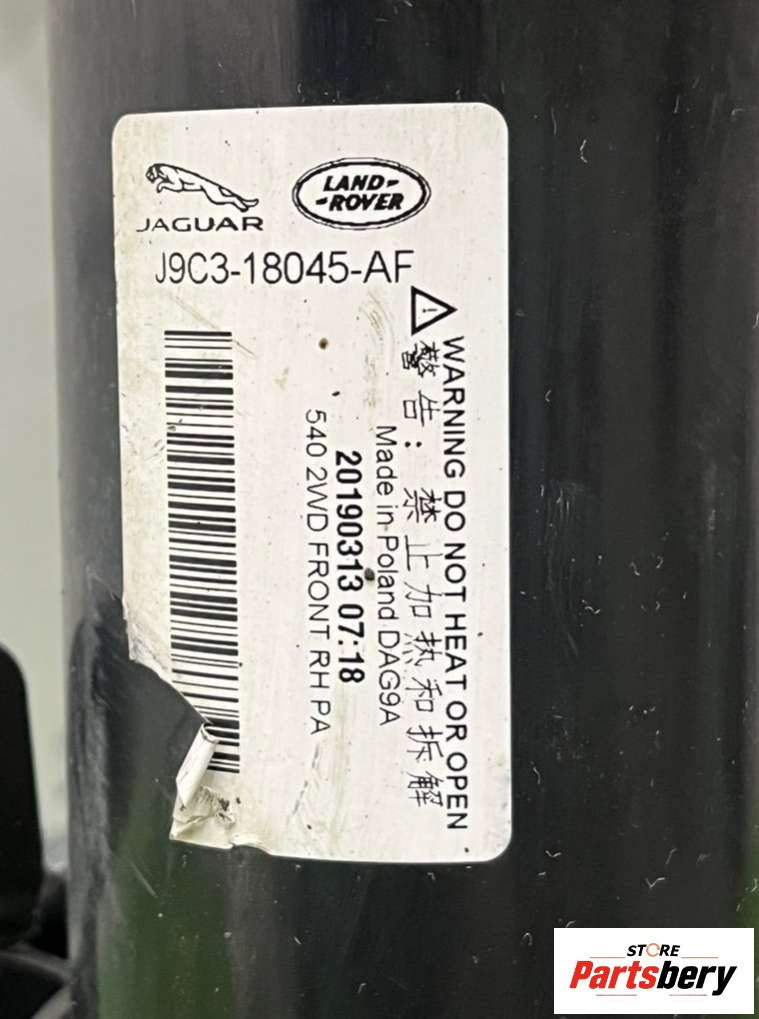 JAGUAR
LAND-
-ROVER
J9C3-18045-AF
WARNING DO NOT HEAT OR OPEN
警告：禁止加热和拆解
Made in Poland DAG9A
20190313 07:18
540 2WD FRONT RH PA
STORE
Partsbery